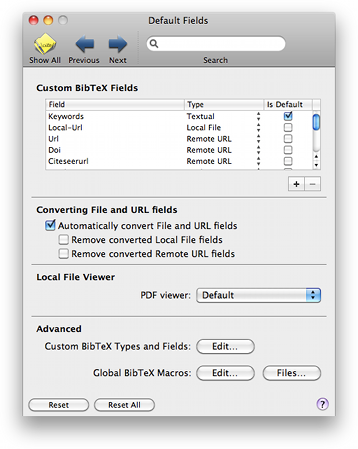 Default Fields
Show All Previous Next Search
Custom BibTeX Fields
Field Type Is Default
Keywords Textual
Local-Url Local File
Url Remote URL
Doi Remote URL
Citeseerurl Remote URL
+ −
Converting File and URL fields
Automatically convert File and URL fields
Remove converted Local File fields
Remove converted Remote URL fields
Local File Viewer
PDF viewer: Default
Advanced
Custom BibTeX Types and Fields: Edit...
Global BibTeX Macros: Edit... Files...
Reset Reset All ?